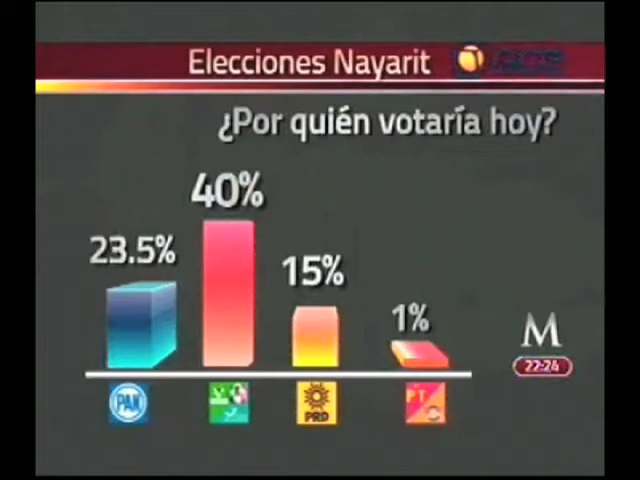 Elecciones Nayarit
¿Por quién votaría hoy?
40%
23.5%
15%
1%
M
22:24
PAN
PRD
PT